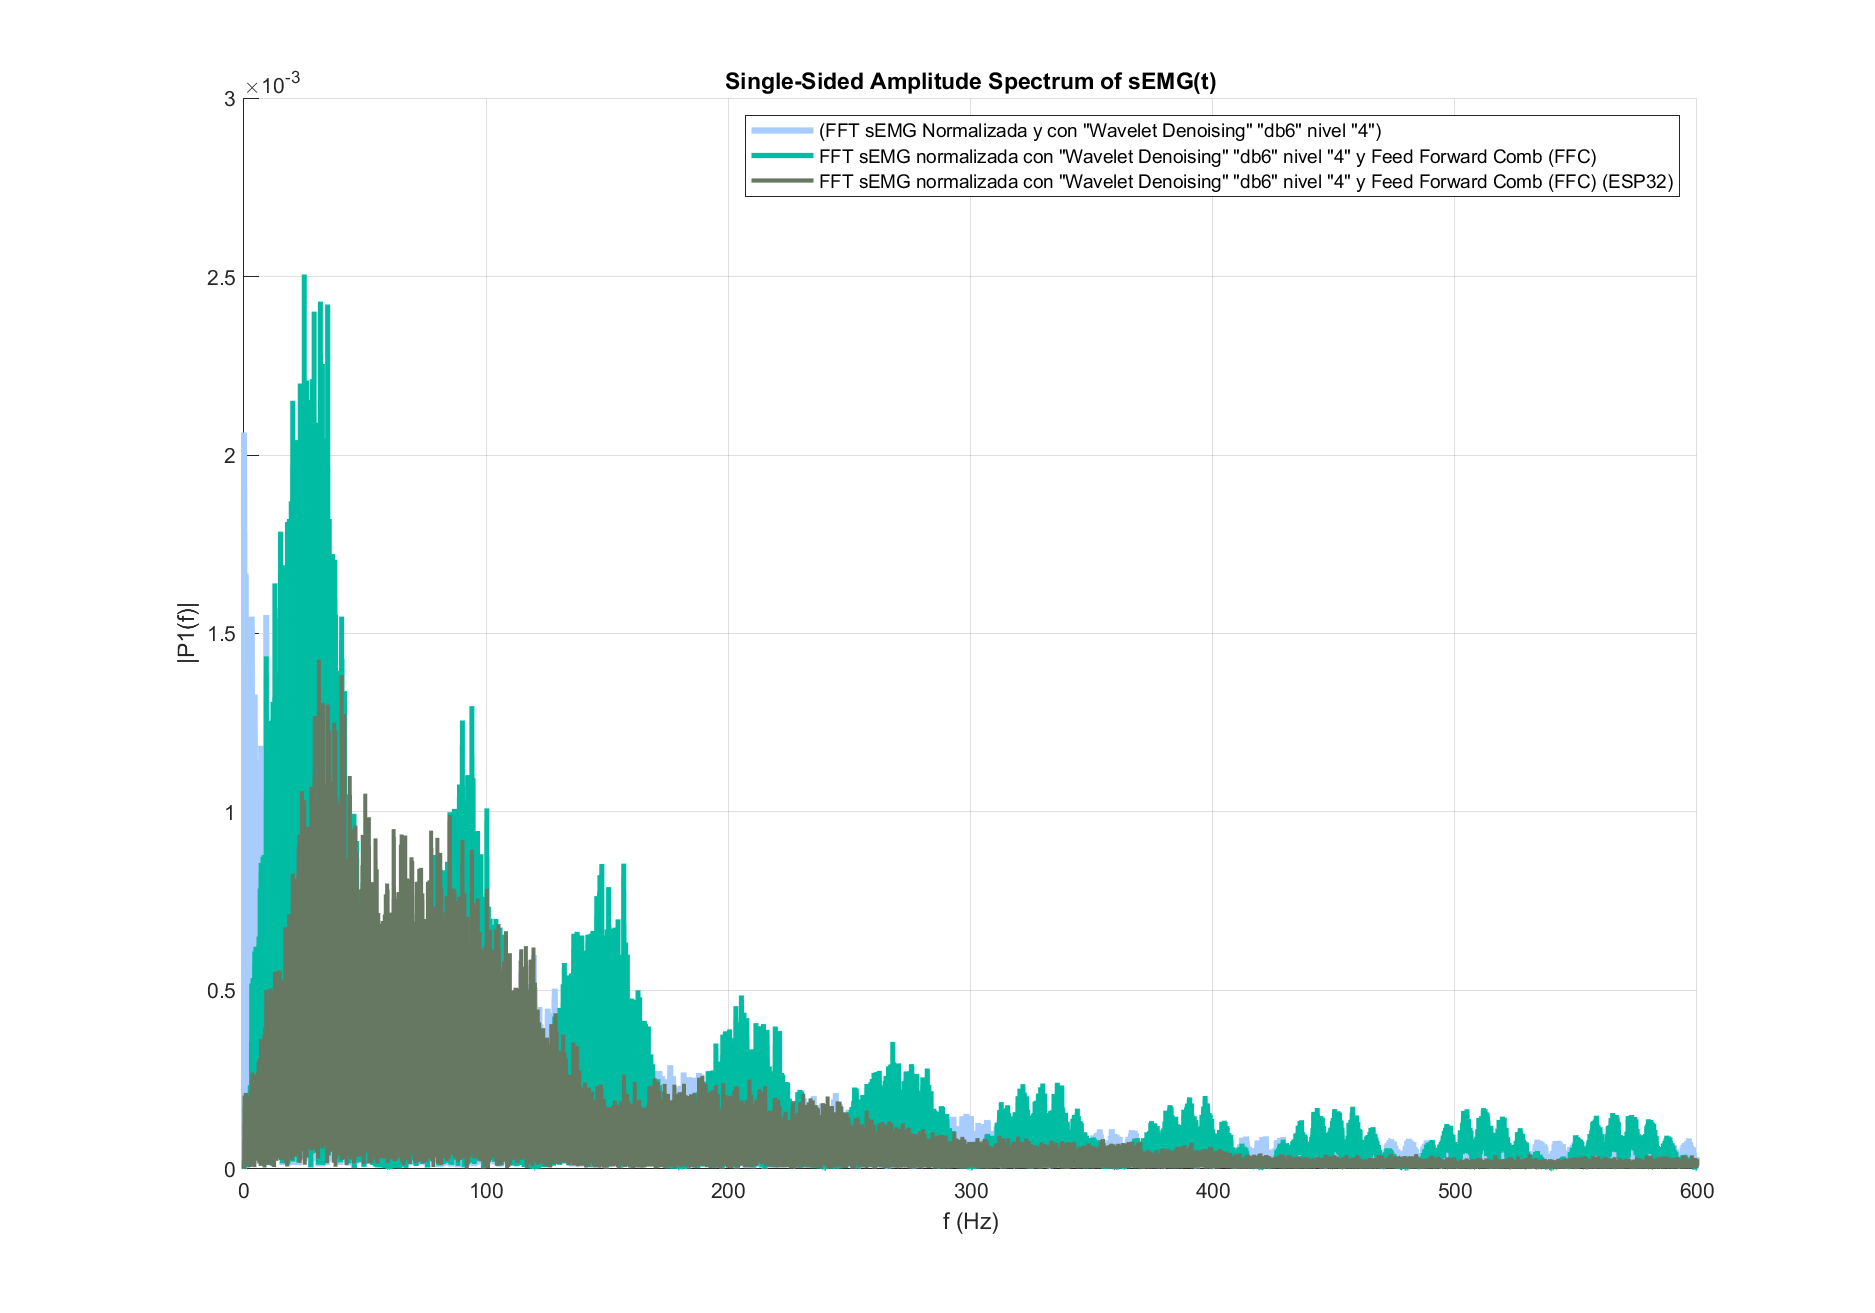 Single-Sided Amplitude Spectrum of sEMG(t)
×10⁻³
(FFT sEMG Normalizada y con "Wavelet Denoising" "db6" nivel "4")
FFT sEMG normalizada con "Wavelet Denoising" "db6" nivel "4" y Feed Forward Comb (FFC)
FFT sEMG normalizada con "Wavelet Denoising" "db6" nivel "4" y Feed Forward Comb (FFC) (ESP32)
|P1(f)|
3
2.5
2
1.5
1
0.5
0
0 100 200 300 400 500 600
f (Hz)